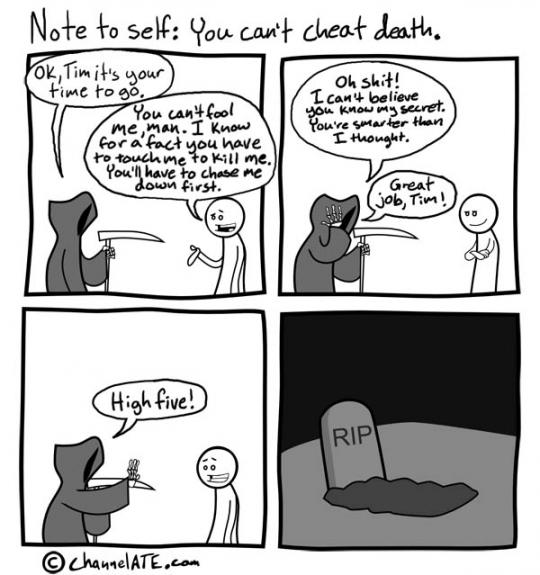 Note to self: You can't cheat death.
OK, Tim it's your
time to go.
You can't fool
me, man. I know
for a fact you have
to touch me to kill me.
You'll have to chase me
down first.
Oh shit!
I can't believe
you know my secret.
You're smarter than
I thought.
Great
job, Tim!
High five!
RIP
© channelATE.com